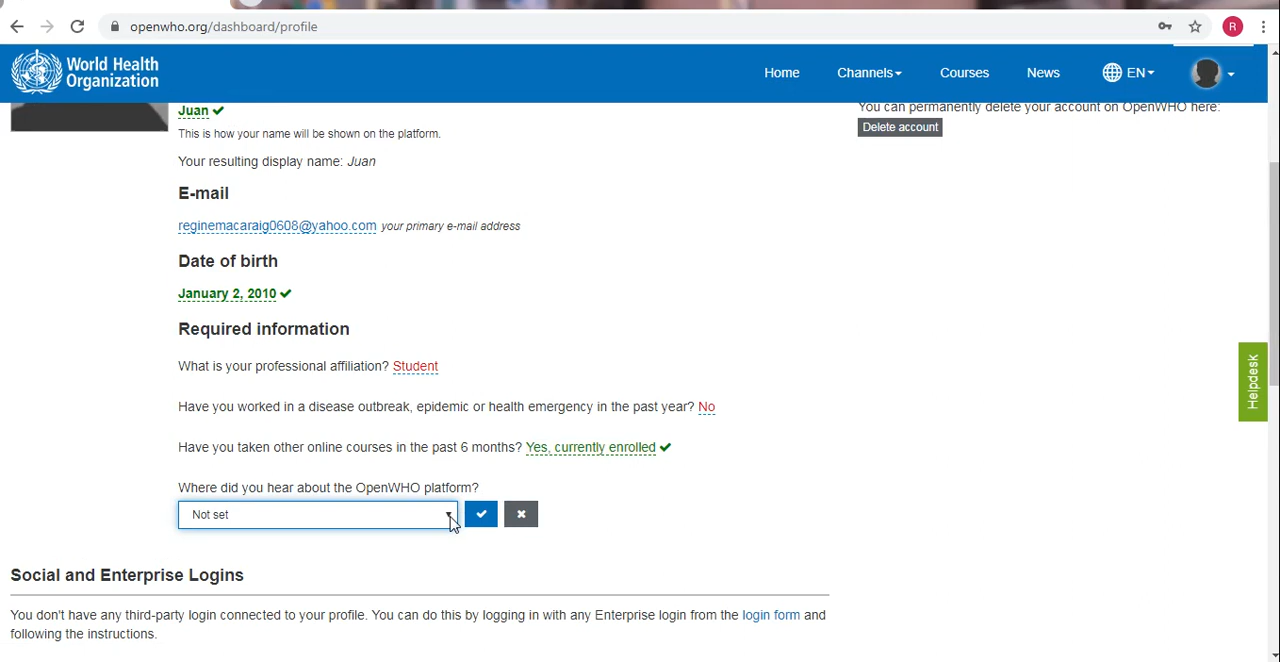 openwho.org/dashboard/profile
R
World Health
Organization
Home
Channels
Courses
News
EN
Juan
This is how your name will be shown on the platform.
Your resulting display name: Juan
You can permanently delete your account on OpenWHO here:
Delete account
E-mail
reginemacaraig0608@yahoo.com your primary e-mail address
Date of birth
January 2, 2010
Required information
What is your professional affiliation? Student
Have you worked in a disease outbreak, epidemic or health emergency in the past year? No
Have you taken other online courses in the past 6 months? Yes, currently enrolled
Where did you hear about the OpenWHO platform?
Not set
Helpdesk
Social and Enterprise Logins
You don't have any third-party login connected to your profile. You can do this by logging in with any Enterprise login from the login form and
following the instructions.